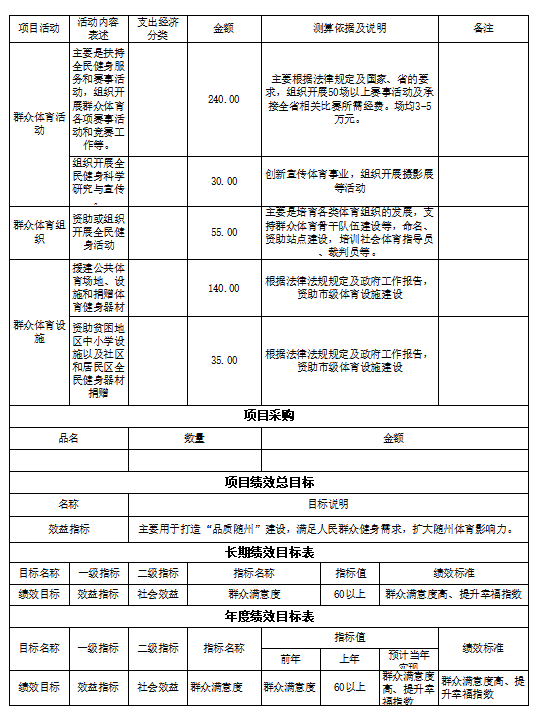 项目活动 活动内容表述 支出经济分类 金额 测算依据及说明 备注
群众体育活动
主要是扶持
全民健身服
务和赛事活
动，组织开
展群众体育
各项赛事活
动和竞赛工
作等。
240.00
主要根据法律规定及国家、省的要
求，组织开展50场以上赛事活动及承
接全省相关比赛所需经费。场均3-5
万元。
组织开展全
民健身科学
研究与宣传
。
30.00
创新宣传体育事业，组织开展摄影展
等活动
群众体育组
织
资助或组织
开展全民健
身活动
55.00
主要是培育各类体育组织的发展，支
持群众体育骨干队伍建设等，命名、
资助站点建设，培训社会体育指导员
、裁判员等。
群众体育设
施
援建公共体
育场地、设
施和捐赠体
育健身器材
140.00
根据法律法规规定及政府工作报告，
资助市级体育设施建设
资助贫困地
区中小学设
施以及社区
和居民区全
民健身器材
捐赠
35.00
根据法律法规规定及政府工作报告，
资助市级体育设施建设
项目采购
品名 数量 金额
项目绩效总目标
名称 目标说明
效益指标 主要用于打造“品质随州”建设，满足人民群众健身需求，扩大随州体育影响力。
长期绩效目标表
目标名称 一级指标 二级指标 指标名称 指标值 绩效标准
绩效目标 效益指标 社会效益 群众满意度 60以上 群众满意度高、提升幸福指数
年度绩效目标表
目标名称 一级指标 二级指标 指标名称 指标值 绩效标准
前年 上年 预计当年
实现
绩效目标 效益指标 社会效益 群众满意度 群众满意度 60以上
群众满意度
高、提升幸
福指数
群众满意度高、提
升幸福指数